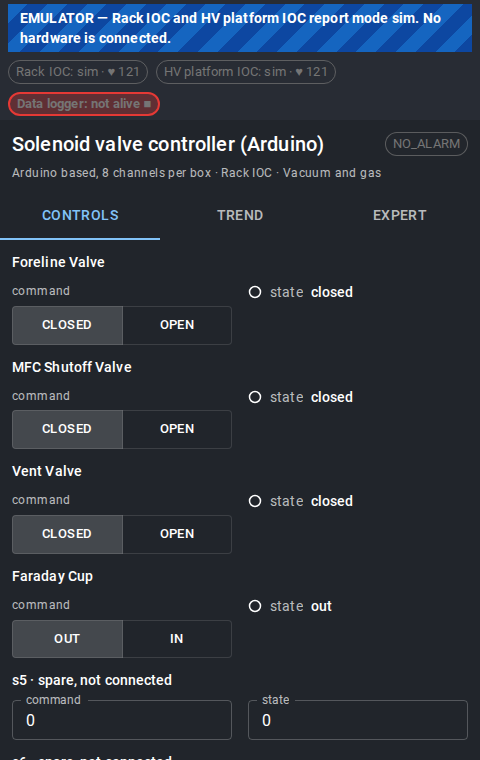 EMULATOR — Rack IOC and HV platform IOC report mode sim. No
hardware is connected.
Rack IOC: sim · ♥ 121
HV platform IOC: sim · ♥ 121
Data logger: not alive ■
Solenoid valve controller (Arduino)
NO_ALARM
Arduino based, 8 channels per box · Rack IOC · Vacuum and gas
CONTROLS
TREND
EXPERT
Foreline Valve
command
state closed
CLOSED
OPEN
MFC Shutoff Valve
command
state closed
CLOSED
OPEN
Vent Valve
command
state closed
CLOSED
OPEN
Faraday Cup
command
state out
OUT
IN
s5 · spare, not connected
command
state
0
0